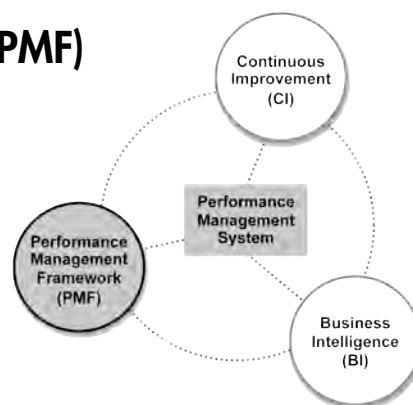 PMF)
Continuous
Improvement
(CI)
Performance
Management
System
Performance
Management
Framework
(PMF)
Business
Intelligence
(BI)